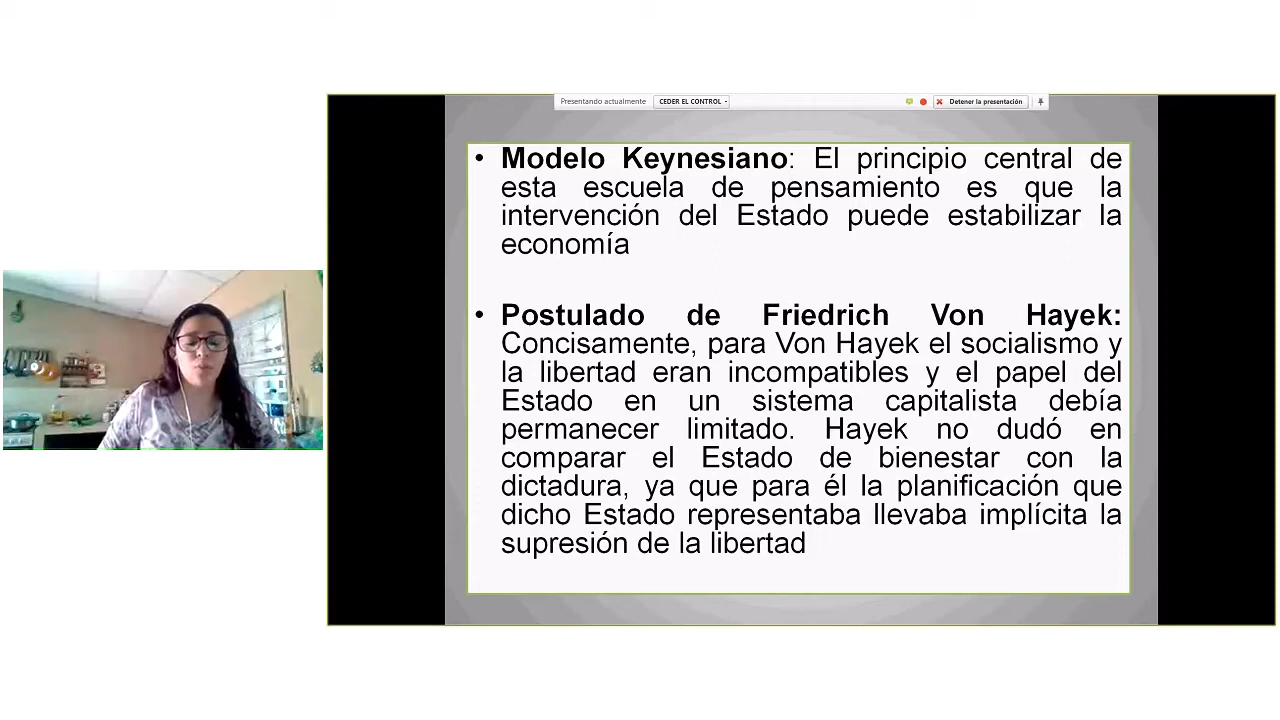 Presentando actualmente CEDER EL CONTROL Detener la presentación
• Modelo Keynesiano: El principio central de
esta escuela de pensamiento es que la
intervención del Estado puede estabilizar la
economía
• Postulado de Friedrich Von Hayek:
Concisamente, para Von Hayek el socialismo y
la libertad eran incompatibles y el papel del
Estado en un sistema capitalista debía
permanecer limitado. Hayek no dudó en
comparar el Estado de bienestar con la
dictadura, ya que para él la planificación que
dicho Estado representaba llevaba implícita la
supresión de la libertad